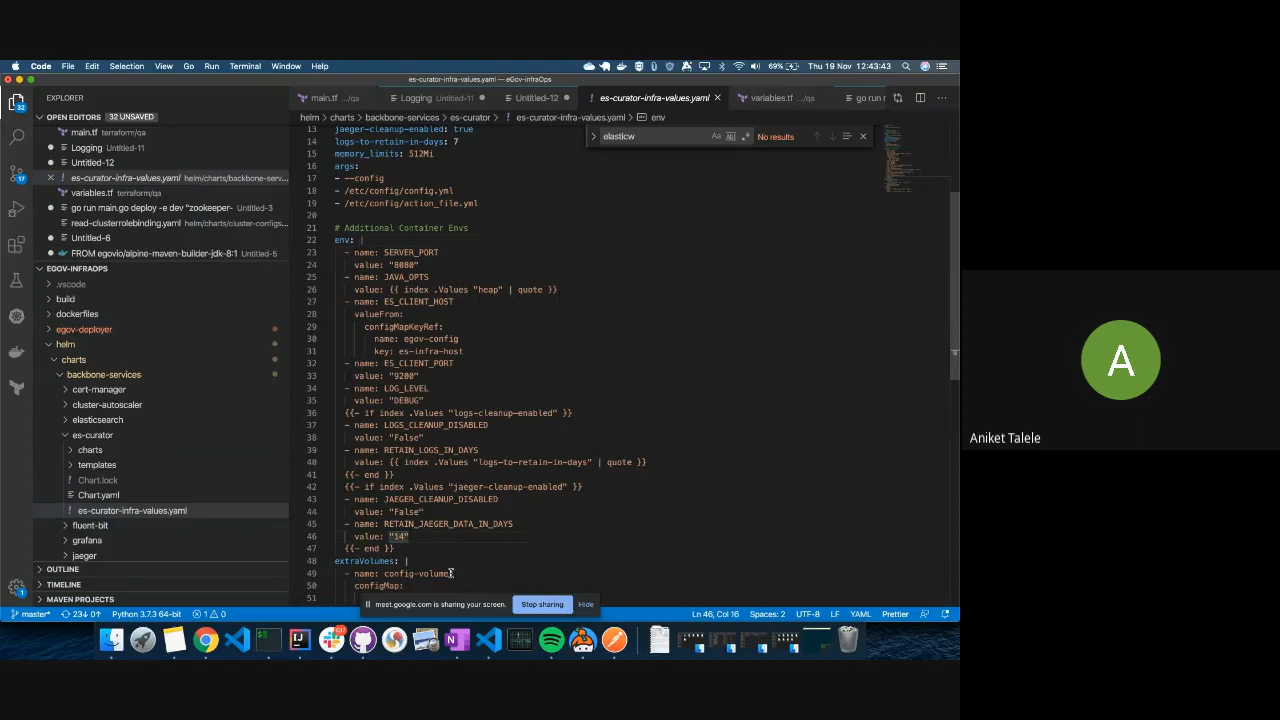 Code File Edit Selection View Go Run Terminal Window Help 69% Thu 19 Nov 12:43:43
es-curator-infra-values.yaml — eGov-infraOps
EXPLORER
main.tf .../qa
Logging Untitled-11
Untitled-12
es-curator-infra-values.yaml
variables.tf .../qa
go run r
helm > charts > backbone-services > es-curator > es-curator-infra-values.yaml > env
OPEN EDITORS 32 UNSAVED
main.tf terraform/qa
Logging Untitled-11
Untitled-12
es-curator-infra-values.yaml helm/charts/backbone-serv...
variables.tf terraform/qa
go run main.go deploy -e dev "zookeeper- Untitled-3
read-clusterrolebinding.yaml helm/charts/cluster-configs...
Untitled-6
FROM egovio/alpine-maven-builder-jdk-8:1 Untitled-5
EGOV-INFRAOPS
.vscode
build
dockerfiles
egov-deployer
helm
charts
backbone-services
cert-manager
cluster-autoscaler
elasticsearch
es-curator
charts
templates
Chart.lock
Chart.yaml
es-curator-infra-values.yaml
fluent-bit
grafana
jaeger
OUTLINE
TIMELINE
MAVEN PROJECTS
32
17
elasticw
Aa
No results
13 jaeger-cleanup-enabled: true
14 logs-to-retain-in-days: 7
15 memory_limits: 512Mi
16 args:
17 - --config
18 - /etc/config/config.yml
19 - /etc/config/action_file.yml
20
21 # Additional Container Envs
22 env: |
23 - name: SERVER_PORT
24 value: "8080"
25 - name: JAVA_OPTS
26 value: {{ index .Values "heap" | quote }}
27 - name: ES_CLIENT_HOST
28 valueFrom:
29 configMapKeyRef:
30 name: egov-config
31 key: es-infra-host
32 - name: ES_CLIENT_PORT
33 value: "9200"
34 - name: LOG_LEVEL
35 value: "DEBUG"
36 {{- if index .Values "logs-cleanup-enabled" }}
37 - name: LOGS_CLEANUP_DISABLED
38 value: "False"
39 - name: RETAIN_LOGS_IN_DAYS
40 value: {{ index .Values "logs-to-retain-in-days" | quote }}
41 {{- end }}
42 {{- if index .Values "jaeger-cleanup-enabled" }}
43 - name: JAEGER_CLEANUP_DISABLED
44 value: "False"
45 - name: RETAIN_JAEGER_DATA_IN_DAYS
46 value: "14"
47 {{- end }}
48 extraVolumes: |
49 - name: config-volume
50 configMap:
51
meet.google.com is sharing your screen.
Stop sharing
Hide
master*
23↓ 0↑
Python 3.7.3 64-bit
1 0
Ln 46, Col 16
Spaces: 2
UTF-8
LF
YAML
Prettier
A
Aniket Talele